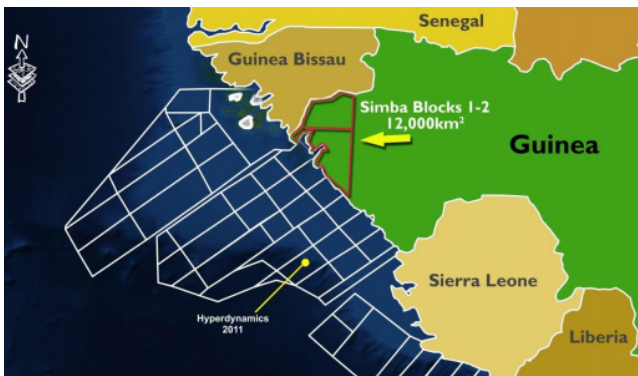 N
Senegal
Guinea Bissau
Simba Blocks 1-2
12,000km²
Guinea
Sierra Leone
Hyperdynamics
2011
Liberia